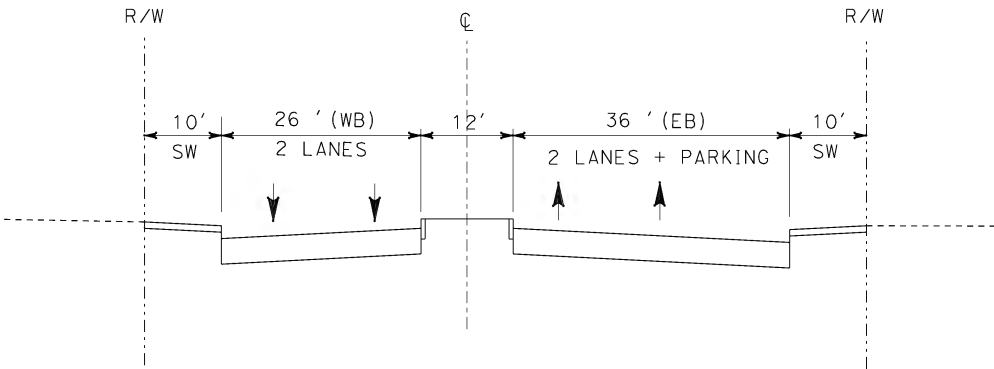 R/W
℄
R/W
10' 26 ' (WB) 12' 36 ' (EB) 10'
SW 2 LANES 2 LANES + PARKING SW